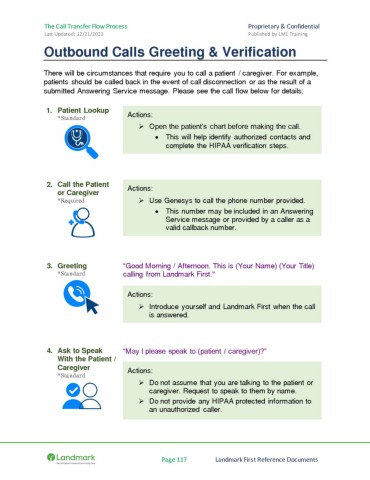 The Call Transfer Flow Process Proprietary & Confidential
Last Updated: 12/21/2023 Published by LMS Training
Outbound Calls Greeting & Verification
There will be circumstances that require you to call a patient / caregiver. For example,
patients should be called back in the event of call disconnection or as the result of a
submitted Answering Service message. Please see the call flow below for details:
1. Patient Lookup
*Standard
Actions:
➢ Open the patient's chart before making the call.
• This will help identify authorized contacts and
complete the HIPAA verification steps.
2. Call the Patient
or Caregiver
*Required
Actions:
➢ Use Genesys to call the phone number provided.
• This number may be included in an Answering
Service message or provided by a caller as a
valid callback number.
3. Greeting
*Standard
"Good Morning / Afternoon. This is (Your Name) (Your Title)
calling from Landmark First."
Actions:
➢ Introduce yourself and Landmark First when the call
is answered.
4. Ask to Speak
With the Patient /
Caregiver
*Standard
"May I please speak to (patient / caregiver)?"
Actions:
➢ Do not assume that you are talking to the patient or
caregiver. Request to speak to them by name.
➢ Do not provide any HIPAA protected information to
an unauthorized caller.
Landmark
Page 117 Landmark First Reference Documents